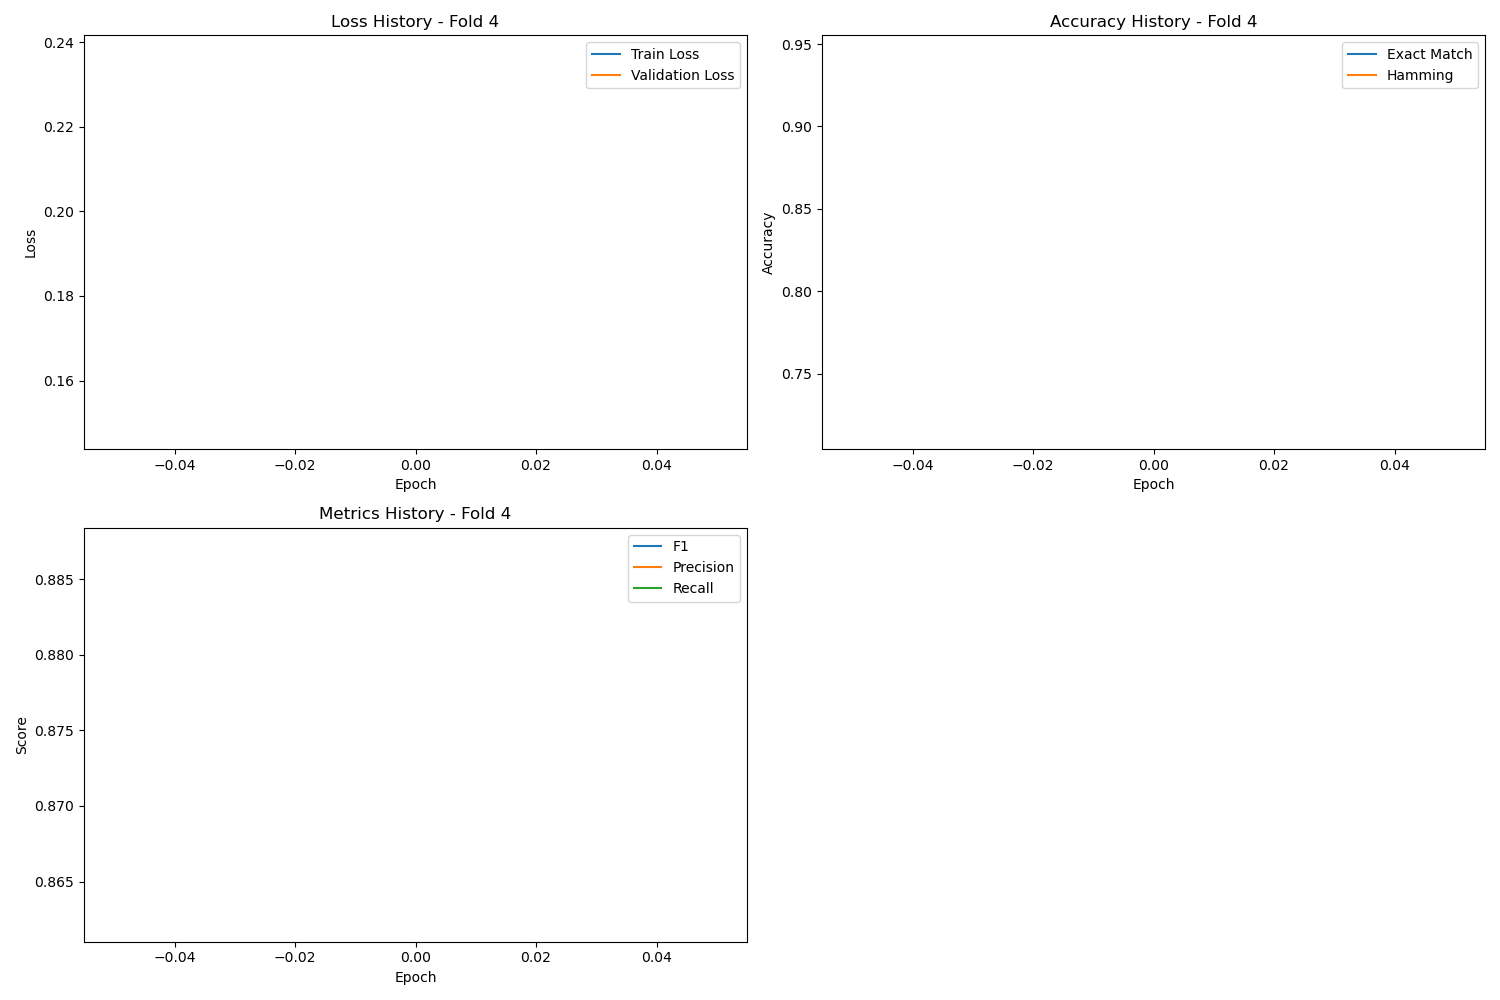 Loss History - Fold 4
Loss
0.24
0.22
0.20
0.18
0.16
Train Loss
Validation Loss
−0.04 −0.02 0.00 0.02 0.04
Epoch
Accuracy History - Fold 4
Accuracy
0.95
0.90
0.85
0.80
0.75
Exact Match
Hamming
−0.04 −0.02 0.00 0.02 0.04
Epoch
Metrics History - Fold 4
Score
0.885
0.880
0.875
0.870
0.865
F1
Precision
Recall
−0.04 −0.02 0.00 0.02 0.04
Epoch